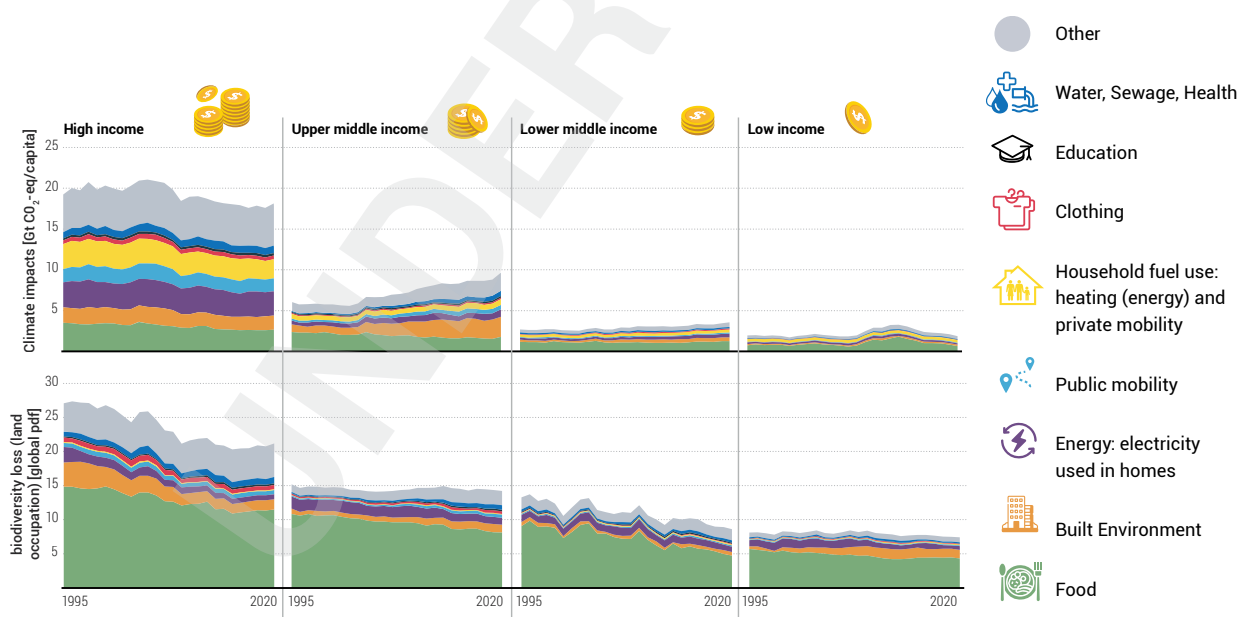 Other
Water, Sewage, Health
Education
Clothing
Household fuel use:
heating (energy) and
private mobility
Public mobility
Energy: electricity
used in homes
Built Environment
Food
High income
Upper middle income
Lower middle income
Low income
Climate impacts [Gt CO₂-eq/capita]
25
20
15
10
5
biodiversity loss (land
occupation) [global pdf]
30
25
20
15
10
5
1995
2020
1995
2020
1995
2020
1995
2020
UNDER